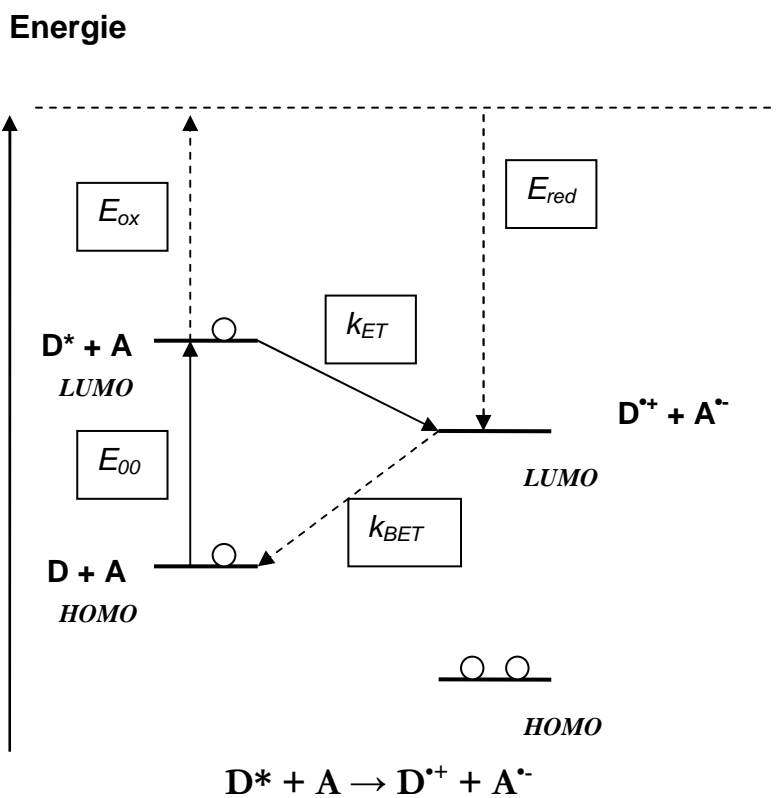 Energie
E_ox
E_red
k_ET
D* + A
LUMO
D•+ + A•-
E_00
LUMO
k_BET
D + A
HOMO
HOMO
D* + A → D•+ + A•-